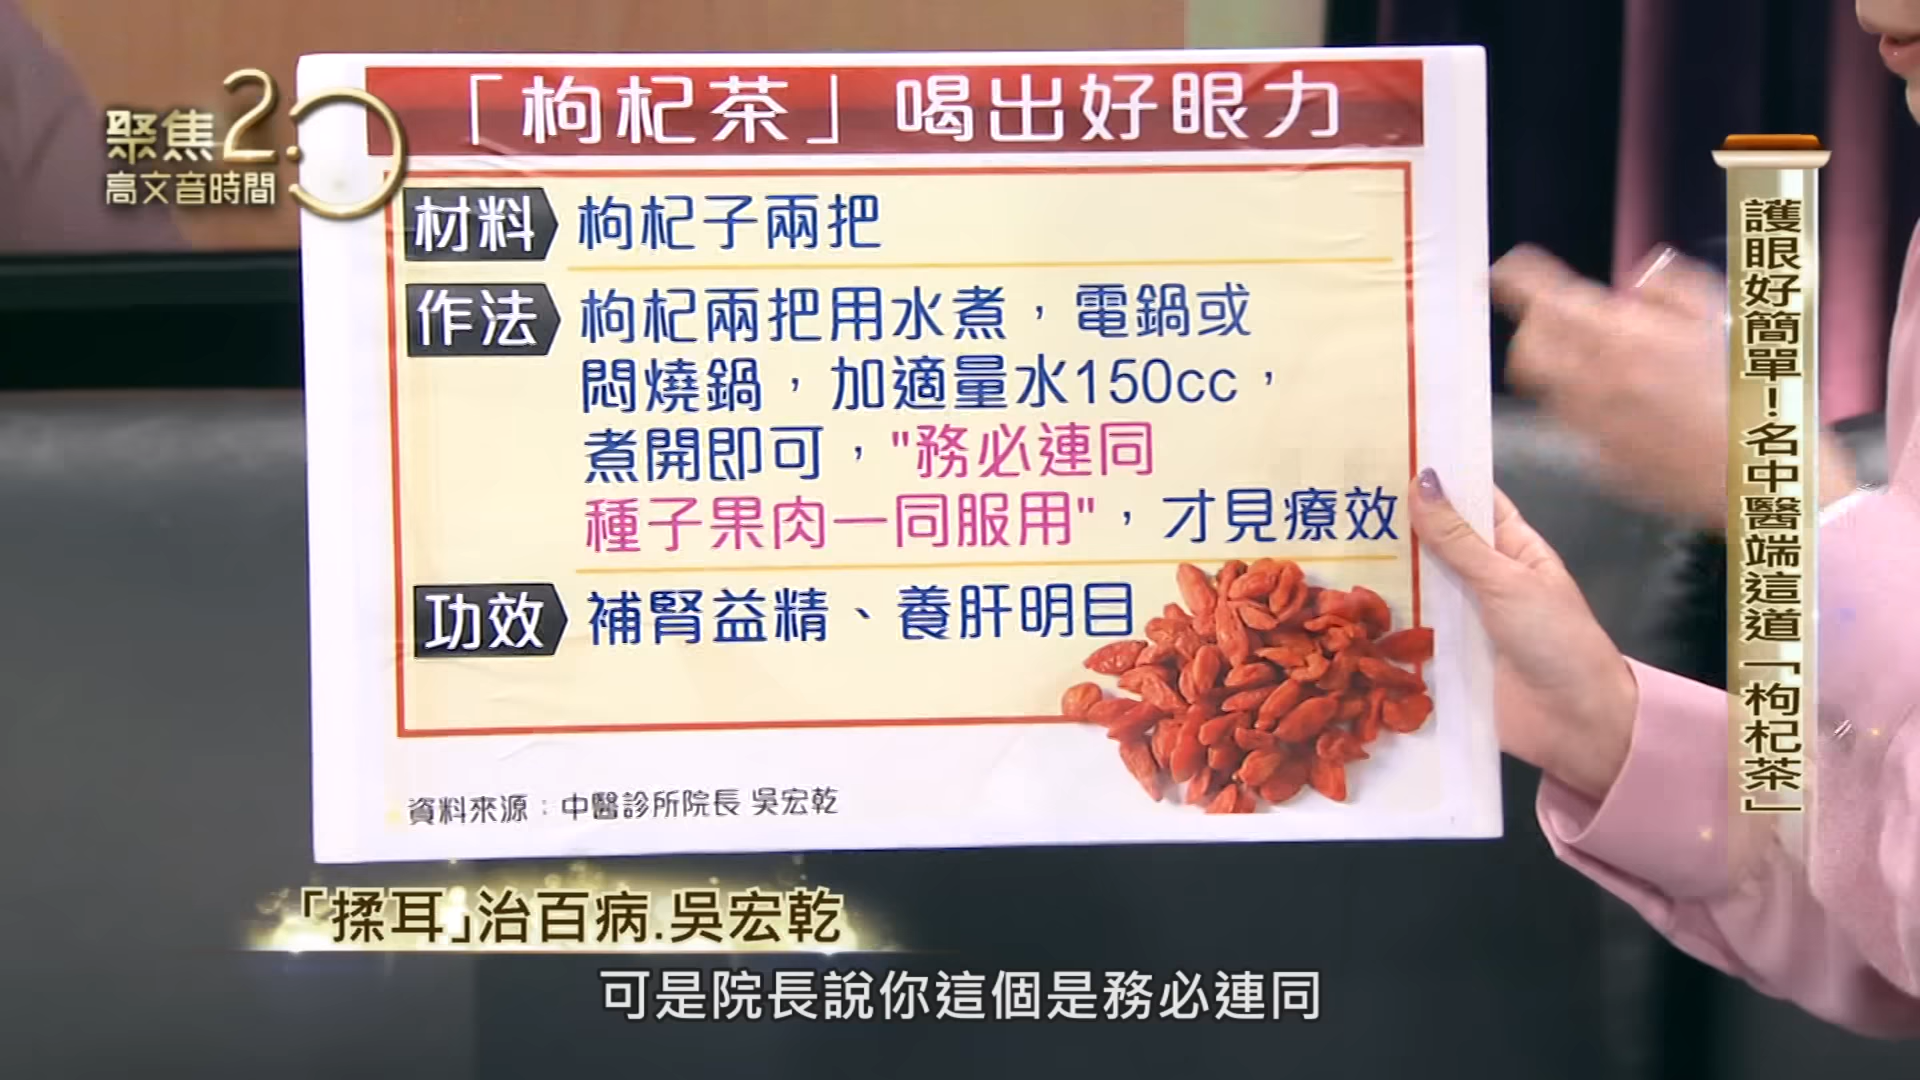 聚焦2.0
高文音時間
「枸杞茶」喝出好眼力
材料 枸杞子兩把
作法 枸杞兩把用水煮，電鍋或
悶燒鍋，加適量水150cc，
煮開即可，"務必連同
種子果肉一同服用"，才見療效
功效 補腎益精、養肝明目
資料來源：中醫診所院長 吳宏乾
護眼好簡單！名中醫端這道「枸杞茶」
「揉耳」治百病.吳宏乾
可是院長說你這個是務必連同